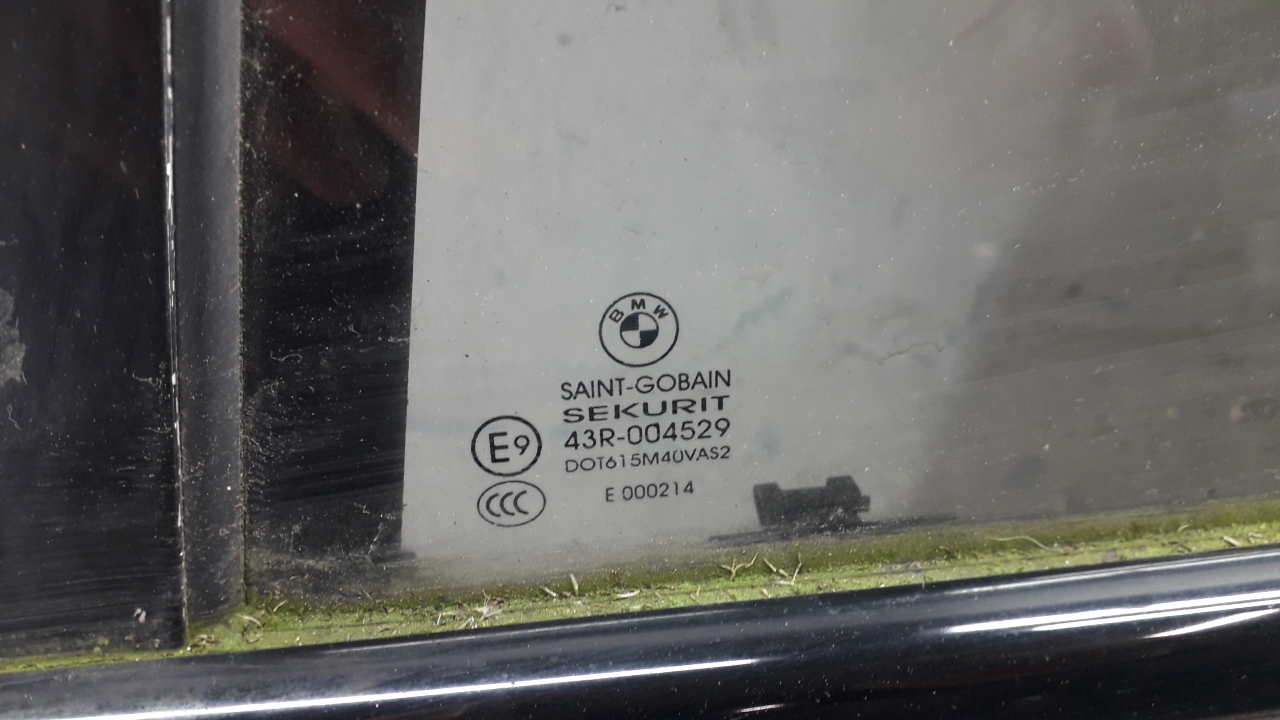 BMW
SAINT-GOBAIN
SEKURIT
E9
43R-004529
DOT615M40VAS2
CCC
E 000214